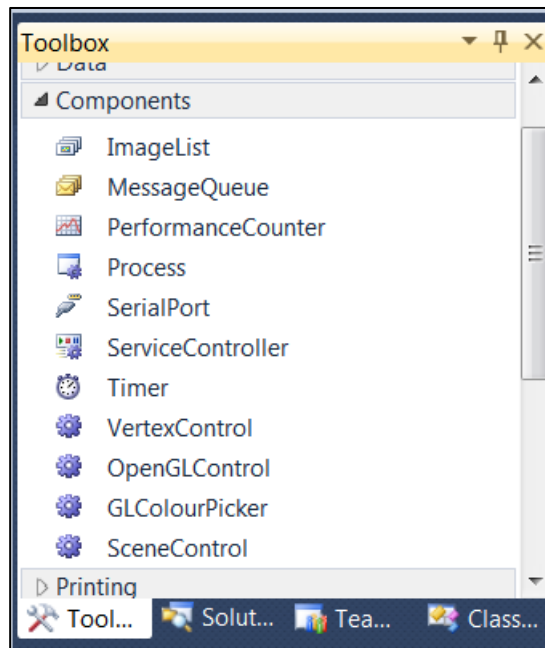 Toolbox
Data
Components
ImageList
MessageQueue
PerformanceCounter
Process
SerialPort
ServiceController
Timer
VertexControl
OpenGLControl
GLColourPicker
SceneControl
Printing
Tool... Solut... Tea... Class...